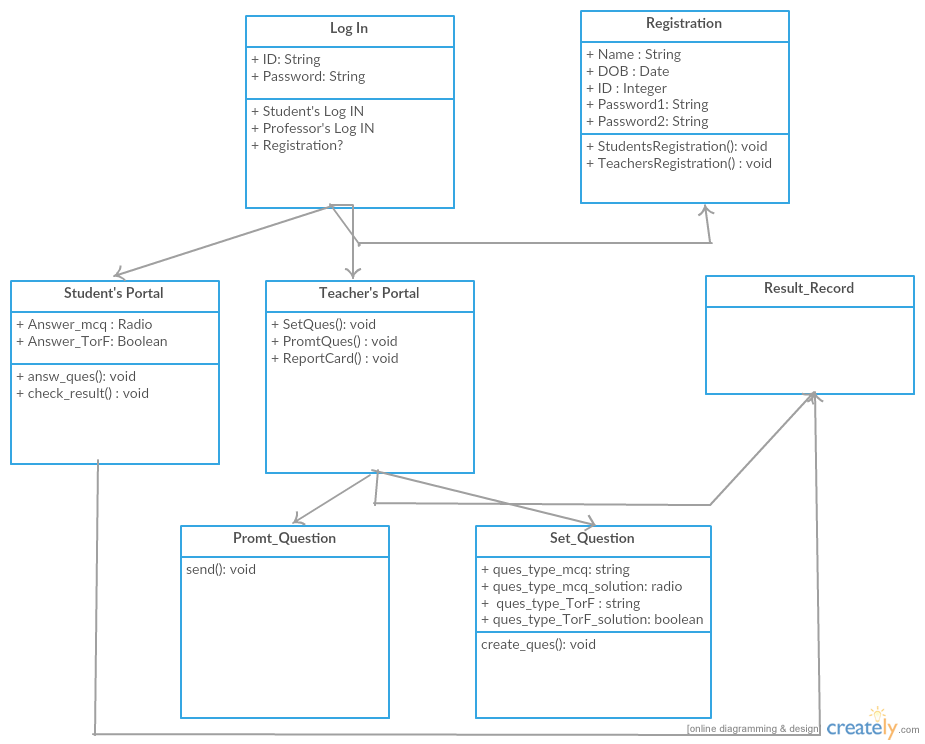 Log In
+ ID: String
+ Password: String
+ Student's Log IN
+ Professor's Log IN
+ Registration?
Registration
+ Name : String
+ DOB : Date
+ ID : Integer
+ Password1: String
+ Password2: String
+ StudentsRegistration(): void
+ TeachersRegistration() : void
Student's Portal
+ Answer_mcq : Radio
+ Answer_TorF: Boolean
+ answ_ques(): void
+ check_result() : void
Teacher's Portal
+ SetQues(): void
+ PromtQues() : void
+ ReportCard() : void
Result_Record
Promt_Question
send(): void
Set_Question
+ ques_type_mcq: string
+ ques_type_mcq_solution: radio
+ ques_type_TorF : string
+ ques_type_TorF_solution: boolean
create_ques(): void
[online diagramming & design] creately.com